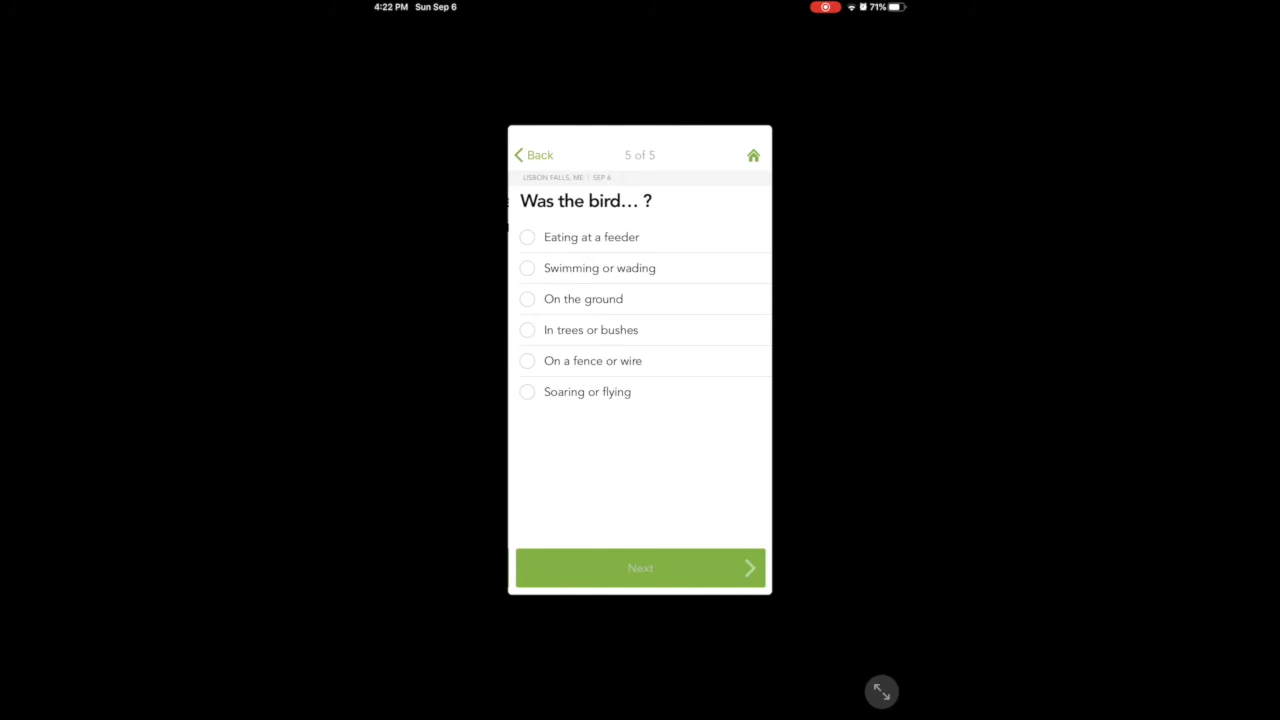 4:22 PM Sun Sep 6
71%
Back
5 of 5
LISBON FALLS, ME | SEP 6
Was the bird... ?
Eating at a feeder
Swimming or wading
On the ground
In trees or bushes
On a fence or wire
Soaring or flying
Next